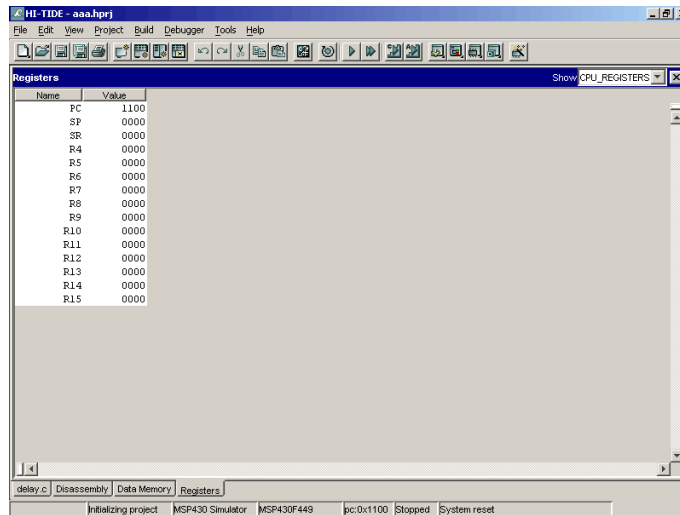 HI-TIDE - aaa.hprj
File Edit View Project Build Debugger Tools Help
Registers Show CPU_REGISTERS
Name Value
PC 1100
SP 0000
SR 0000
R4 0000
R5 0000
R6 0000
R7 0000
R8 0000
R9 0000
R10 0000
R11 0000
R12 0000
R13 0000
R14 0000
R15 0000
delay.c Disassembly Data Memory Registers
Initializing project MSP430 Simulator MSP430F449 pc:0x1100 Stopped System reset